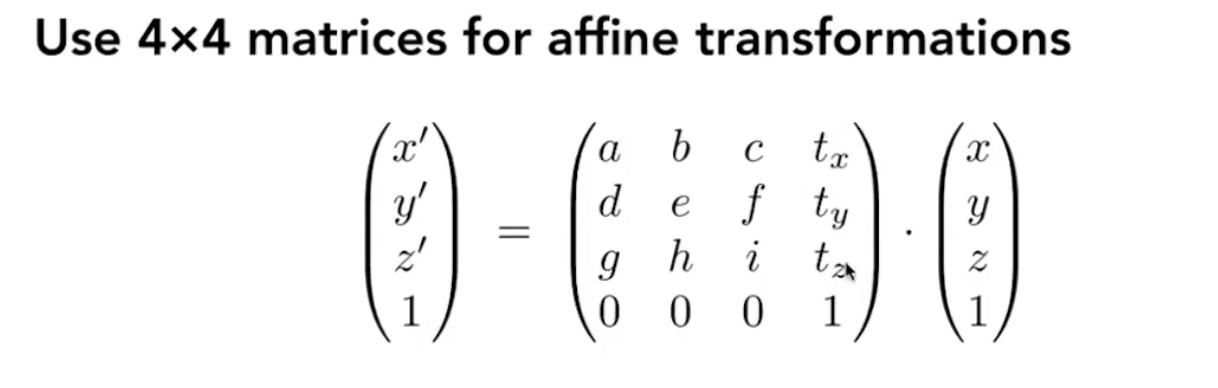 Use 4×4 matrices for affine transformations
x′ a b c tx x
y′ d e f ty y
= ·
z′ g h i tz z
1 0 0 0 1 1